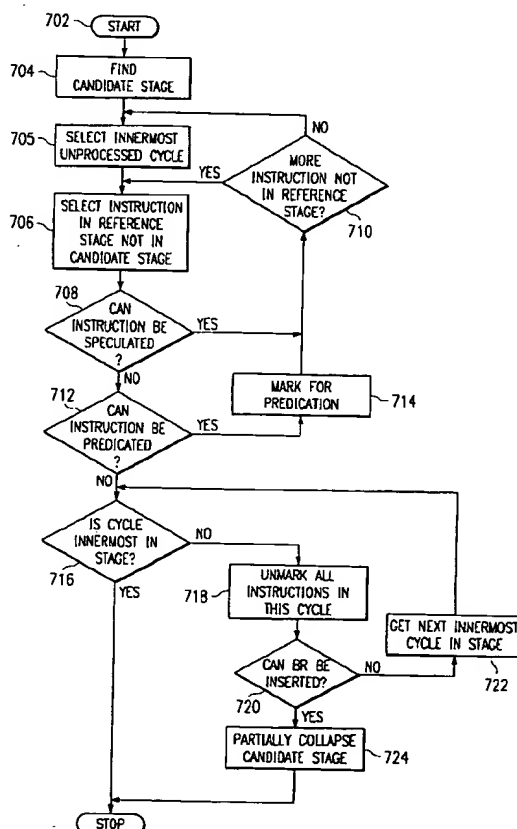 702
START
704
FIND
CANDIDATE STAGE
NO
705
SELECT INNERMOST
UNPROCESSED CYCLE
YES
MORE
INSTRUCTION NOT
IN REFERENCE
STAGE?
710
706
SELECT INSTRUCTION
IN REFERENCE
STAGE NOT IN
CANDIDATE STAGE
708
CAN
INSTRUCTION BE
SPECULATED
?
YES
NO
MARK FOR
PREDICATION
714
712
CAN
INSTRUCTION BE
PREDICATED
?
YES
NO
IS CYCLE
INNERMOST IN
STAGE?
716
NO
YES
718
UNMARK ALL
INSTRUCTIONS IN
THIS CYCLE
GET NEXT INNERMOST
CYCLE IN STAGE
722
CAN BR BE
INSERTED?
NO
720
YES
PARTIALLY COLLAPSE
CANDIDATE STAGE
724
STOP